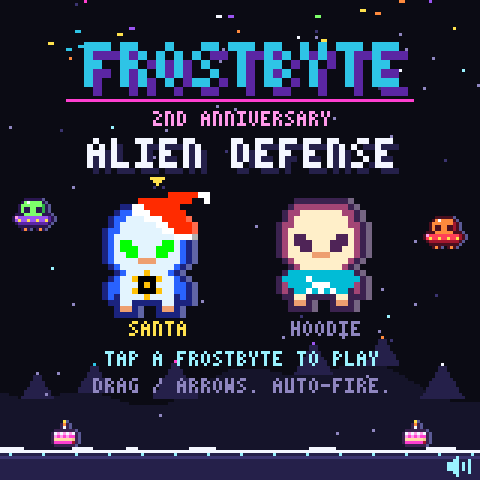 FROSTBYTE
2ND ANNIVERSARY
ALIEN DEFENSE
SANTA HOODIE
TAP A FROSTBYTE TO PLAY
DRAG / ARROWS. AUTO-FIRE.